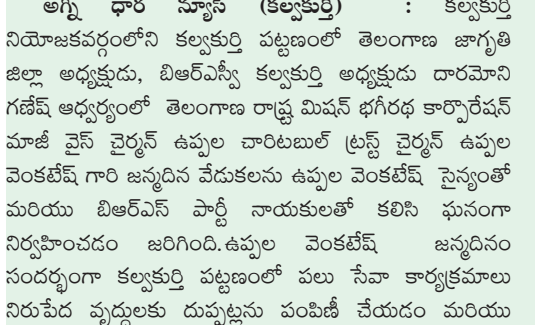 అగ్ని ధార న్యూస్ (కల్వకుర్తి) : కల్వకుర్తి
నియోజకవర్గంలోని కల్వకుర్తి పట్టణంలో తెలంగాణ జాగృతి
జిల్లా అధ్యక్షుడు, బిఆర్ఎస్వీ కల్వకుర్తి అధ్యక్షుడు దారమోని
గణేష్ ఆధ్వర్యంలో తెలంగాణ రాష్ట్ర మిషన్ భగీరథ కార్పొరేషన్
మాజీ వైస్ చైర్మన్ ఉప్పల చారిటబుల్ ట్రస్ట్ చైర్మన్ ఉప్పల
వెంకటేష్ గారి జన్మదిన వేడుకలను ఉప్పల వెంకటేష్ సైన్యంతో
మరియు బిఆర్ఎస్ పార్టీ నాయకులతో కలిసి ఘనంగా
నిర్వహించడం జరిగింది.ఉప్పల వెంకటేష్ జన్మదినం
సందర్భంగా కల్వకుర్తి పట్టణంలో పలు సేవా కార్యక్రమాలు
నిరుపేద వృద్ధులకు దుప్పట్లను పంపిణీ చేయడం మరియు